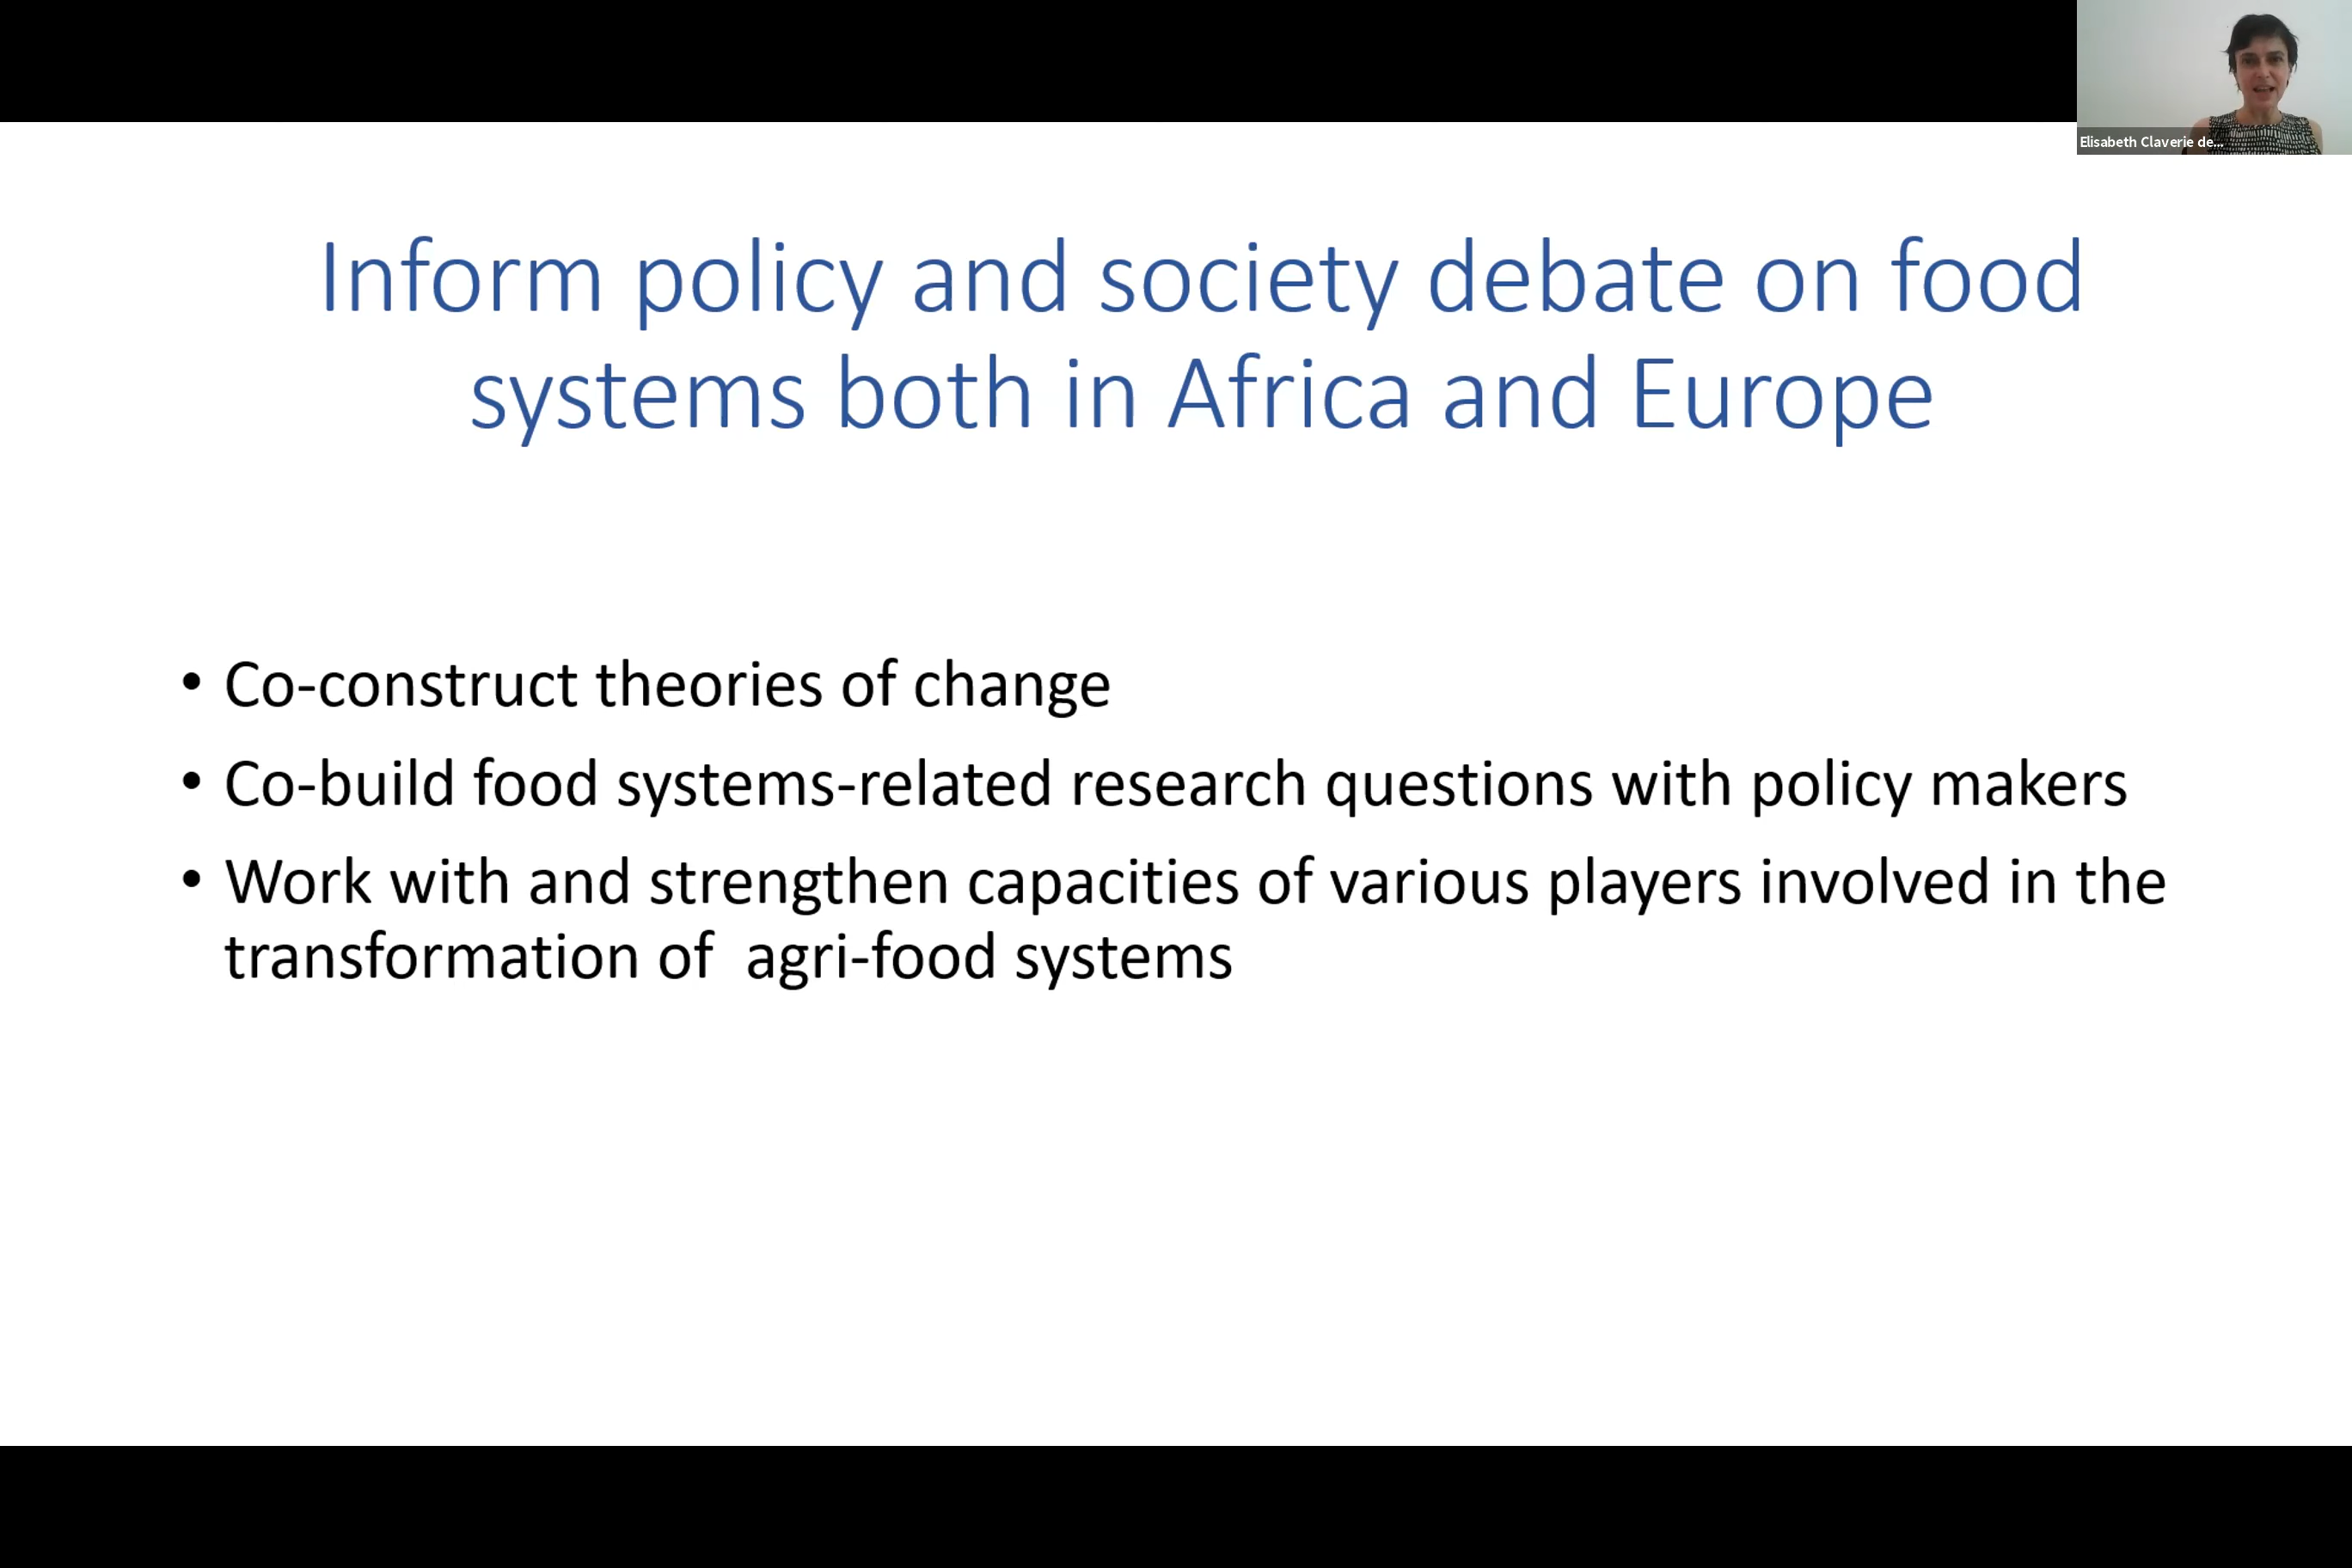 Elisabeth Claverie de...
Inform policy and society debate on food
systems both in Africa and Europe
• Co-construct theories of change
• Co-build food systems-related research questions with policy makers
• Work with and strengthen capacities of various players involved in the
transformation of  agri-food systems